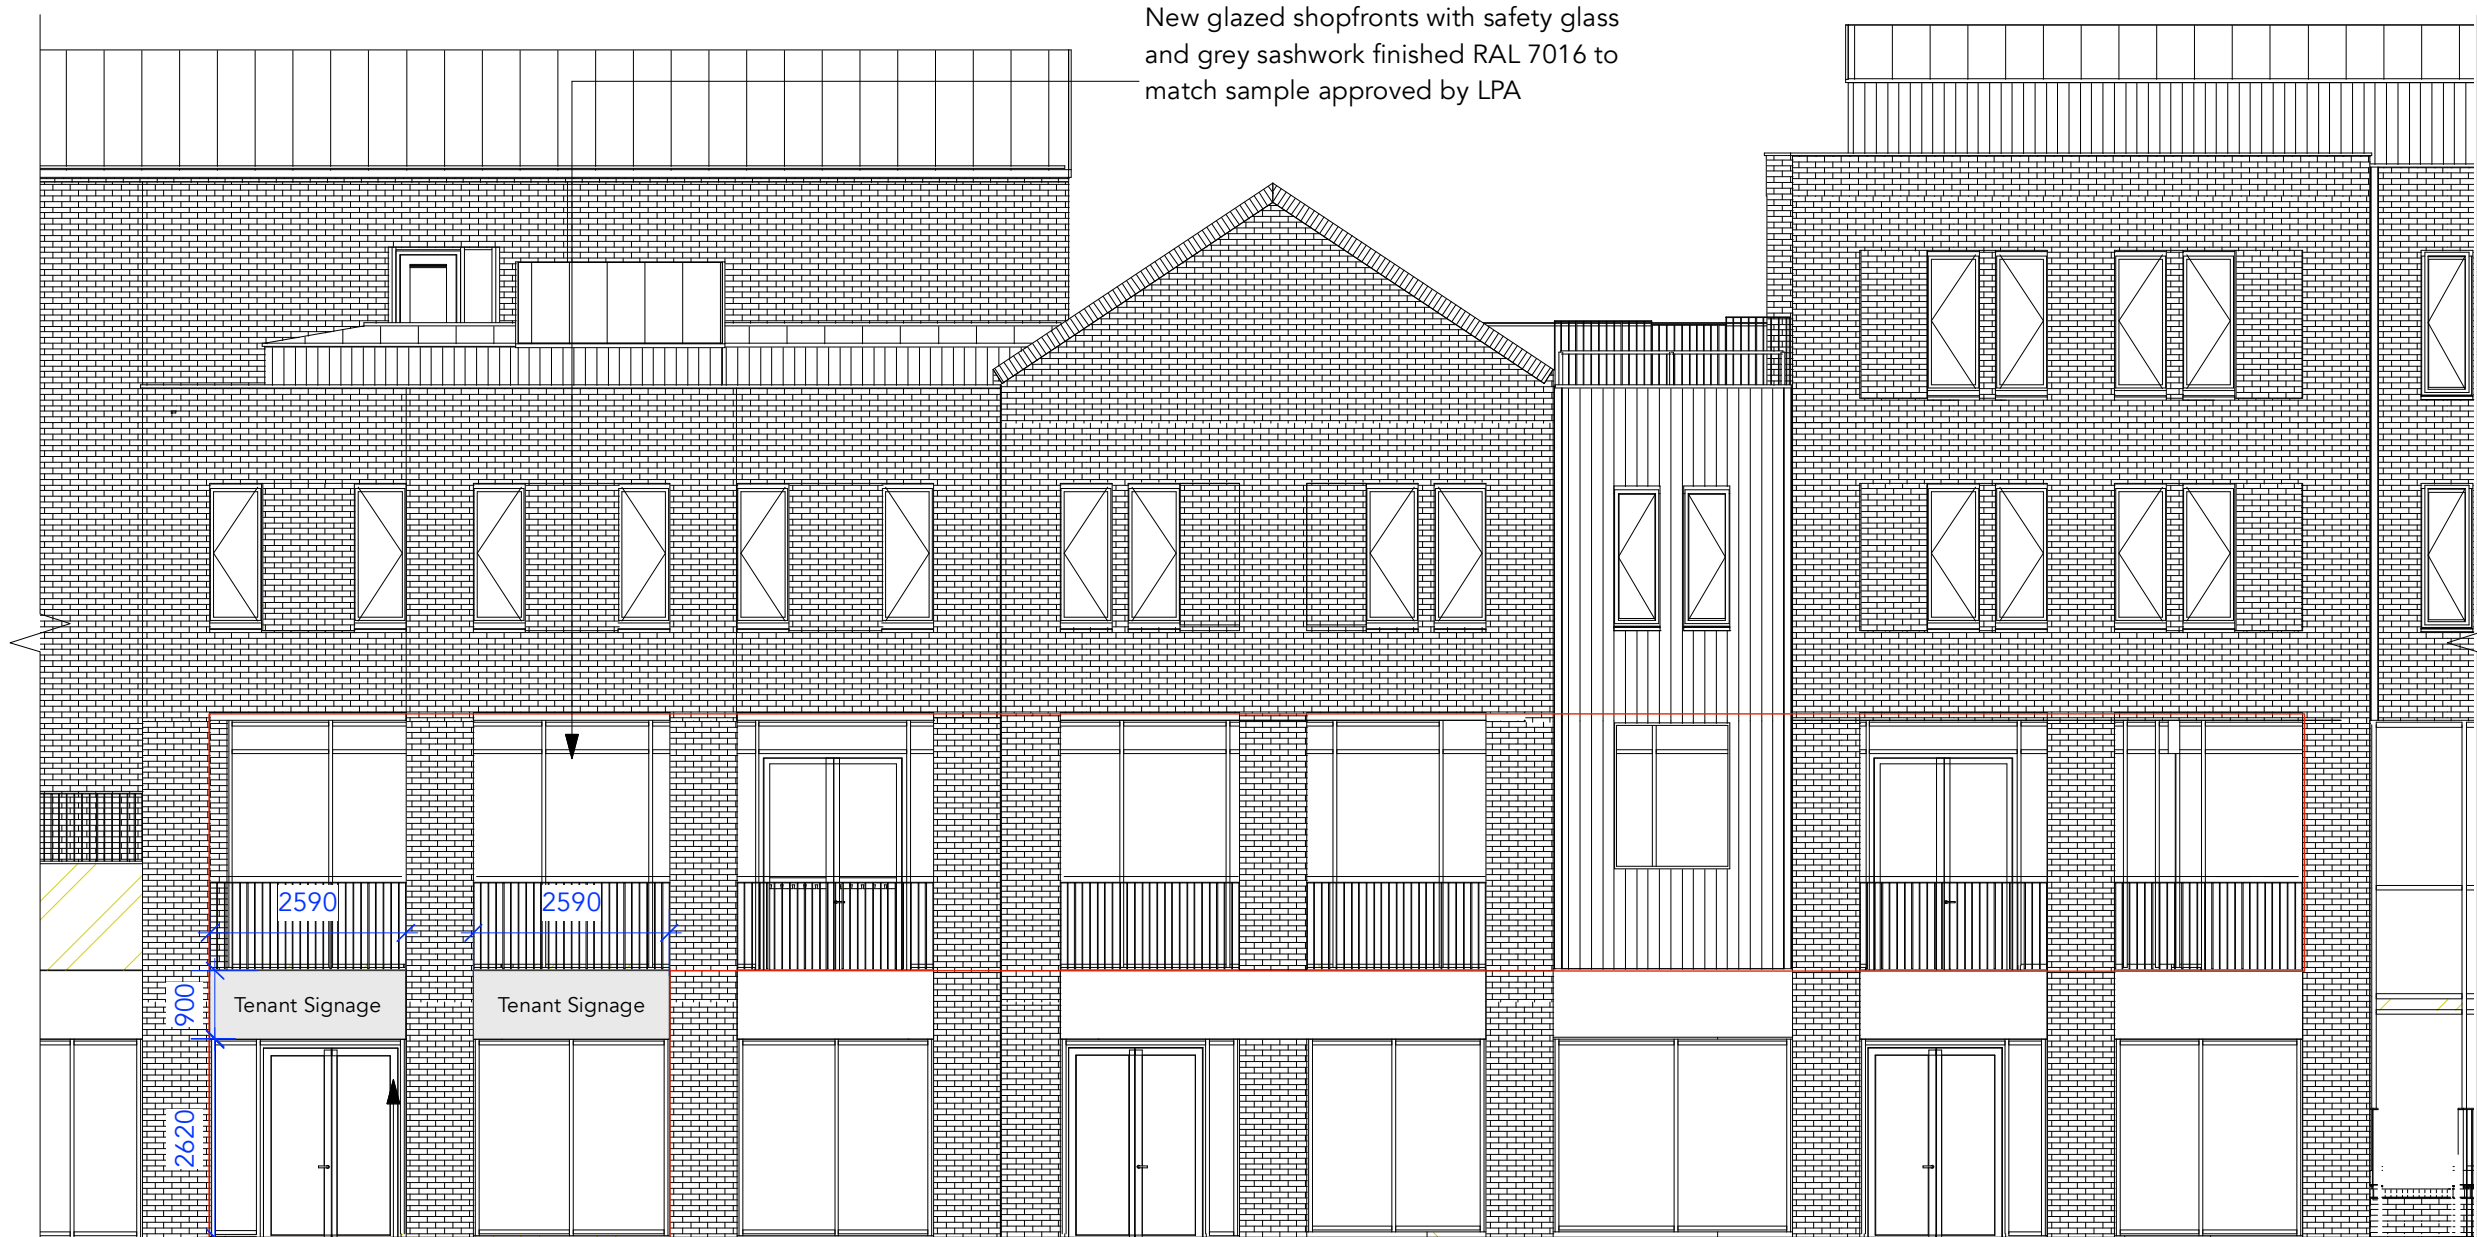 New glazed shopfronts with safety glass
and grey sashwork finished RAL 7016 to
match sample approved by LPA
2590
2590
900
Tenant Signage
Tenant Signage
2620